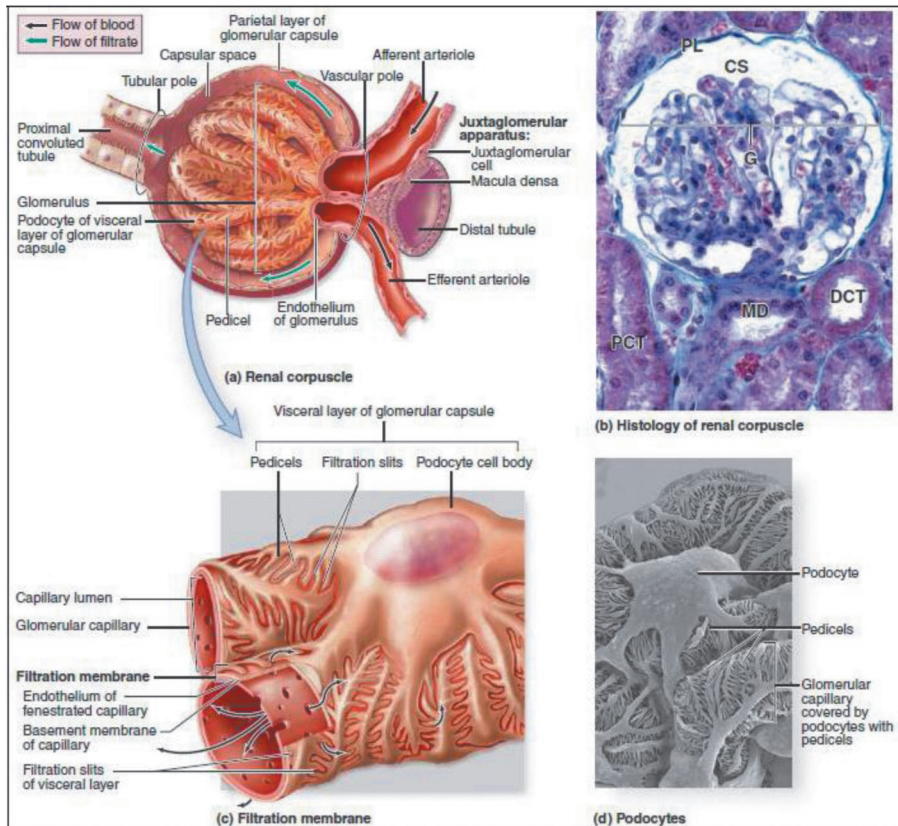 Flow of blood
Flow of filtrate
Parietal layer of
glomerular capsule
Capsular space
Tubular pole
Vascular pole
Afferent arteriole
Proximal
convoluted
tubule
Juxtaglomerular
apparatus:
Juxtaglomerular
cell
Macula densa
Glomerulus
Podocyte of visceral
layer of glomerular
capsule
Distal tubule
Efferent arteriole
Pedicel
Endothelium
of glomerulus
(a) Renal corpuscle
PL
CS
G
MD
DCT
PCT
(b) Histology of renal corpuscle
Visceral layer of glomerular capsule
Pedicels
Filtration slits
Podocyte cell body
Capillary lumen
Glomerular capillary
Filtration membrane
Endothelium of
fenestrated capillary
Basement membrane
of capillary
Filtration slits
of visceral layer
(c) Filtration membrane
Podocyte
Pedicels
Glomerular
capillary
covered by
podocytes with
pedicels
(d) Podocytes